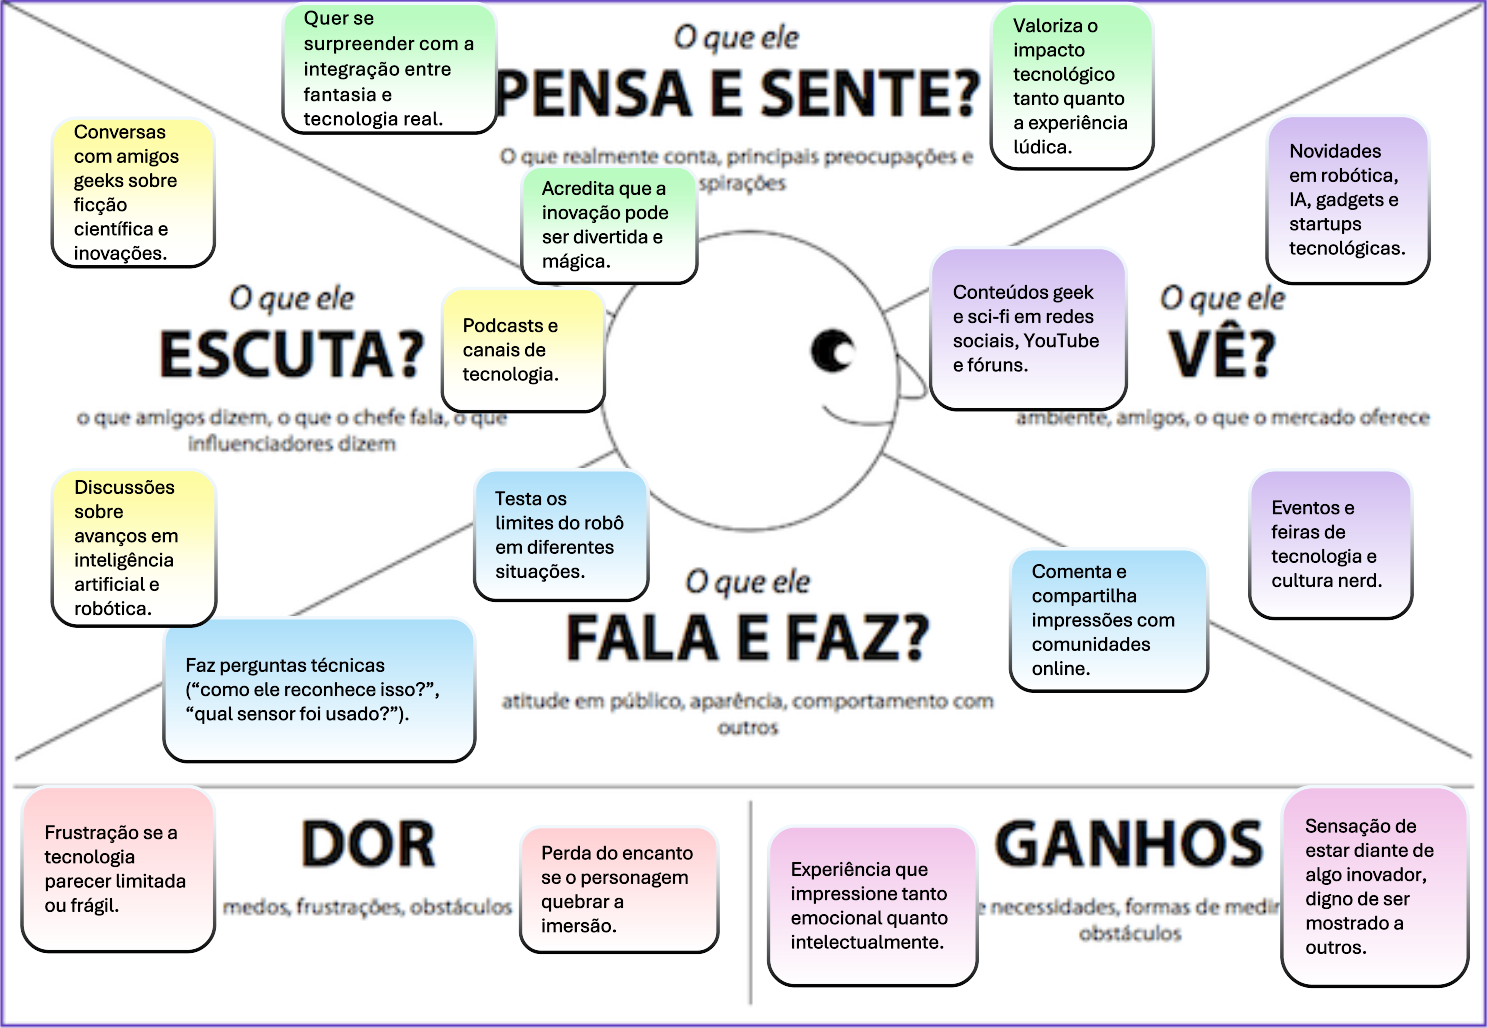 Quer se
surpreender com a
integração entre
fantasia e
tecnologia real.
O que ele
PENSA E SENTE?
O que realmente conta, principais preocupações e
spirações
Valoriza o
impacto
tecnológico
tanto quanto
a experiência
lúdica.
Acredita que a
inovação pode
ser divertida e
mágica.
Conversas
com amigos
geeks sobre
ficção
científica e
inovações.
O que ele
ESCUTA?
o que amigos dizem, o que o chefe fala, o que
influenciadores dizem
Podcasts e
canais de
tecnologia.
Discussões
sobre
avanços em
inteligência
artificial e
robótica.
Novidades
em robótica,
IA, gadgets e
startups
tecnológicas.
Conteúdos geek
e sci-fi em redes
sociais, YouTube
e fóruns.
O que ele
VÊ?
ambiente, amigos, o que o mercado oferece
Eventos e
feiras de
tecnologia e
cultura nerd.
Testa os
limites do robô
em diferentes
situações.
O que ele
FALA E FAZ?
atitude em público, aparência, comportamento com
outros
Faz perguntas técnicas
(“como ele reconhece isso?”,
“qual sensor foi usado?”).
Comenta e
compartilha
impressões com
comunidades
online.
Frustração se a
tecnologia
parecer limitada
ou frágil.
DOR
medos, frustrações, obstáculos
Perda do encanto
se o personagem
quebrar a
imersão.
Experiência que
impressione tanto
emocional quanto
intelectualmente.
GANHOS
e necessidades, formas de medir
obstáculos
Sensação de
estar diante de
algo inovador,
digno de ser
mostrado a
outros.